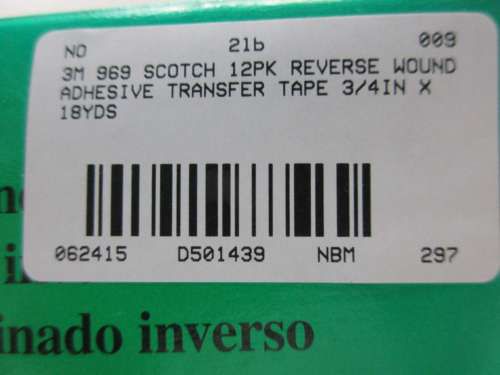 NO 21b 009
3M 969 SCOTCH 12PK REVERSE WOUND
ADHESIVE TRANSFER TAPE 3/4IN X
18YDS
062415 D501439 NBM 297
inado inverso